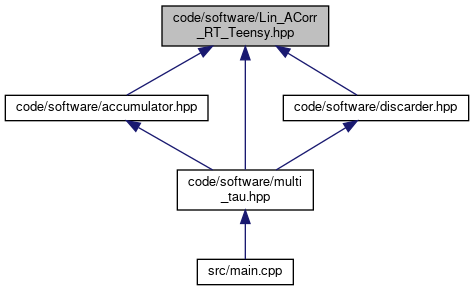 code/software/Lin_ACorr
_RT_Teensy.hpp
code/software/accumulator.hpp
code/software/discarder.hpp
code/software/multi
_tau.hpp
src/main.cpp